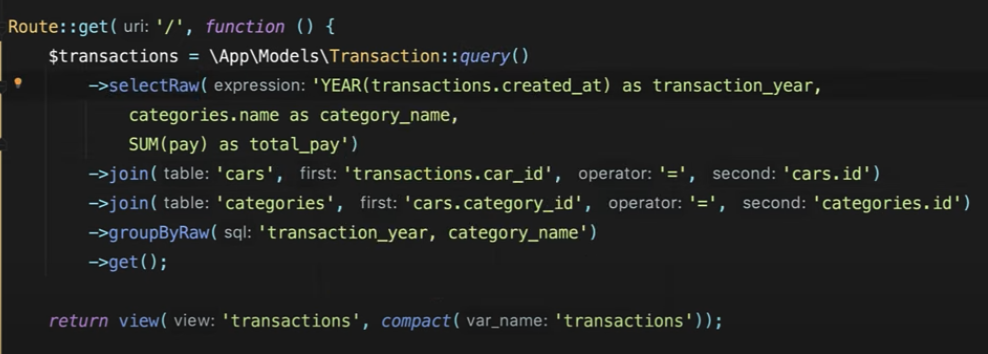 Route::get( uri: '/', function () {
$transactions = \App\Models\Transaction::query()
->selectRaw( expression: 'YEAR(transactions.created_at) as transaction_year,
categories.name as category_name,
SUM(pay) as total_pay')
->join( table: 'cars', first: 'transactions.car_id', operator: '=', second: 'cars.id')
->join( table: 'categories', first: 'cars.category_id', operator: '=', second: 'categories.id')
->groupByRaw( sql: 'transaction_year, category_name')
->get();
return view( view: 'transactions', compact( var_name: 'transactions'));